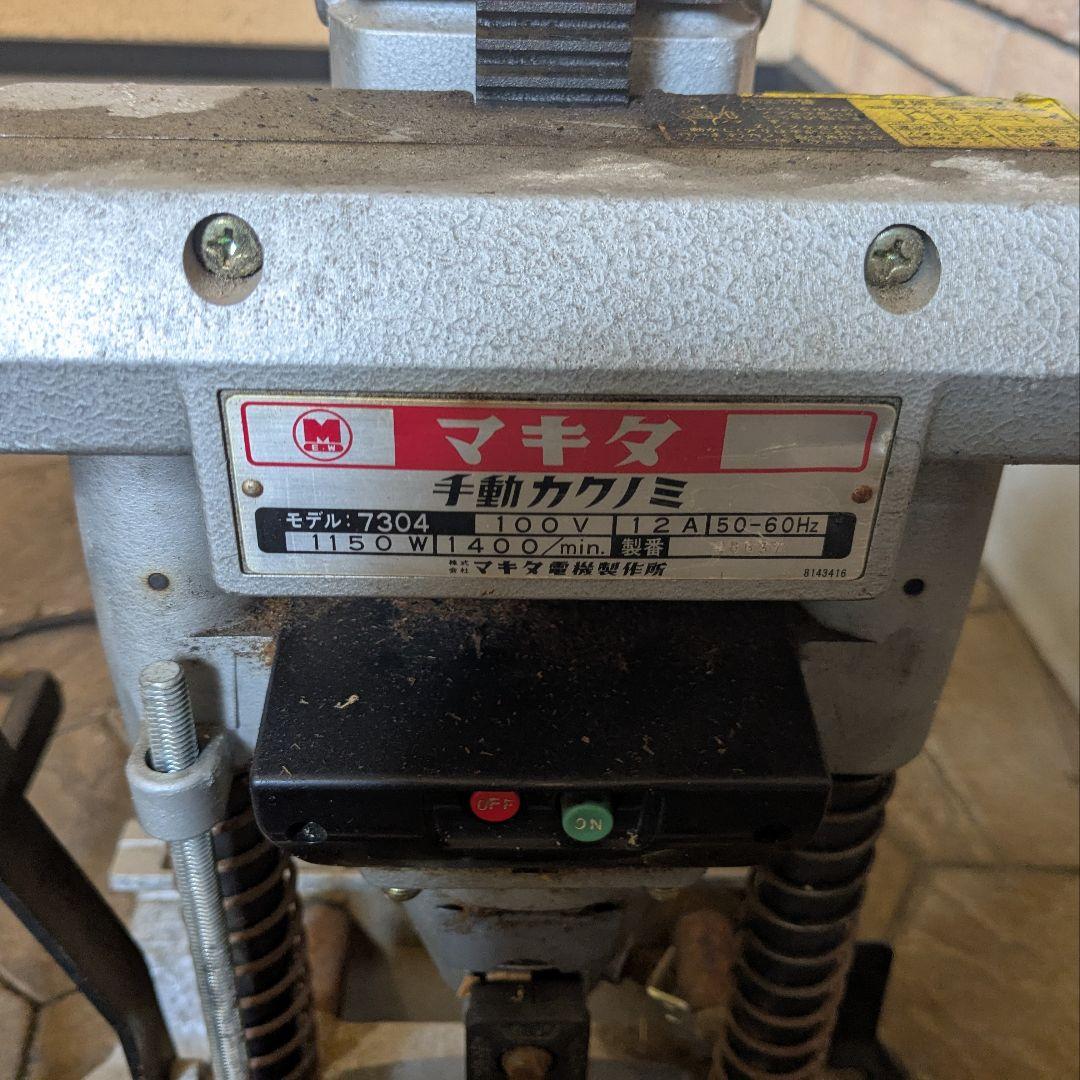 M
E.W
マキタ
手動カクノミ
モデル: 7304 100V 12A 50-60Hz
1150W 1400/min. 製番
株式会社 マキタ電機製作所
8143416
OFF
ON